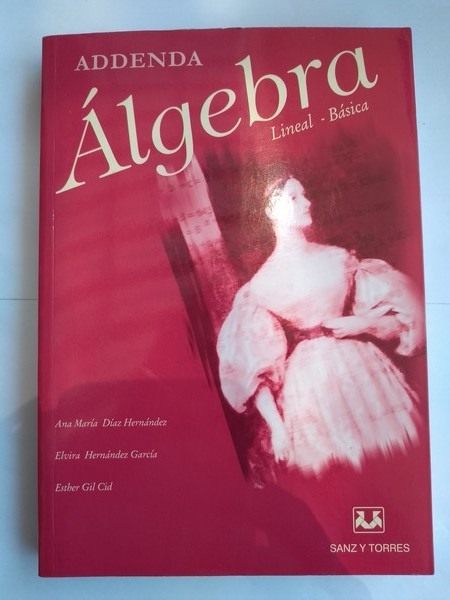 ADDENDA
Álgebra
Lineal - Básica
Ana María Díaz Hernández
Elvira Hernández García
Esther Gil Cid
SANZ Y TORRES